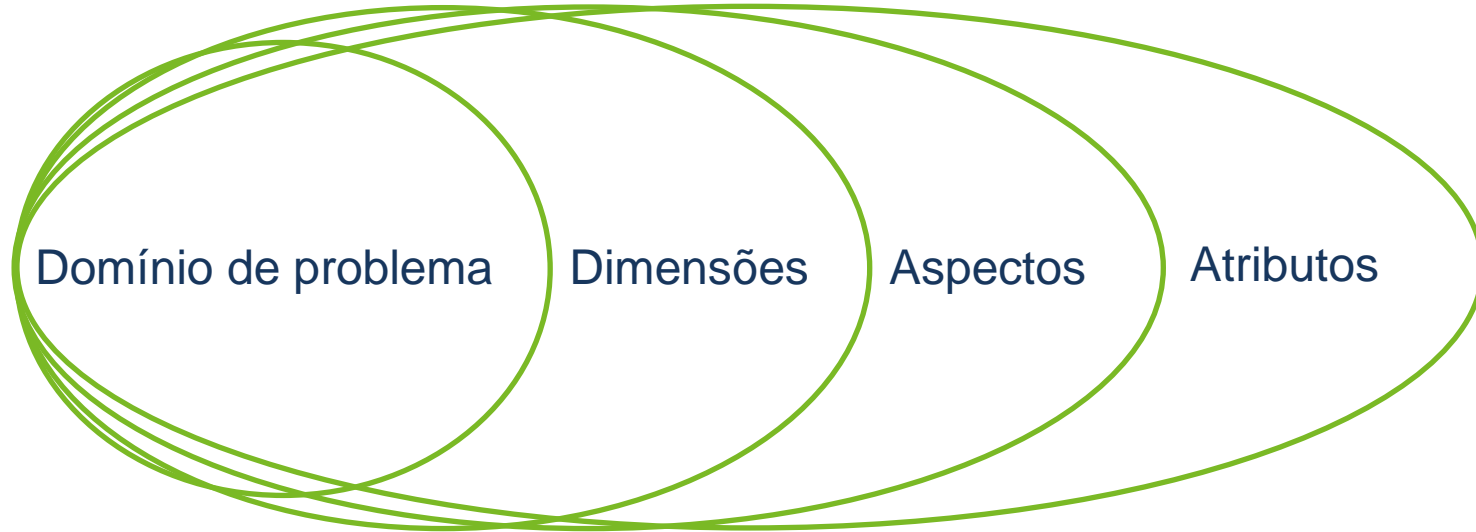 Domínio de problema
Dimensões
Aspectos
Atributos